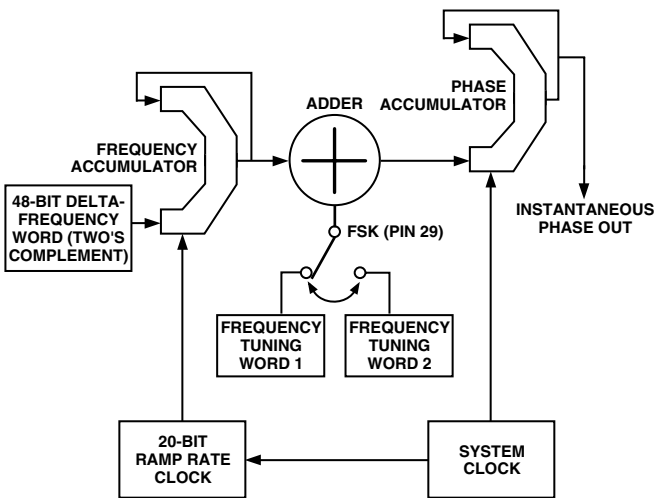 PHASE
ACCUMULATOR
ADDER
FREQUENCY
ACCUMULATOR
48-BIT DELTA-
FREQUENCY
WORD (TWO'S
COMPLEMENT)
INSTANTANEOUS
PHASE OUT
FSK (PIN 29)
FREQUENCY
TUNING
WORD 1
FREQUENCY
TUNING
WORD 2
20-BIT
RAMP RATE
CLOCK
SYSTEM
CLOCK